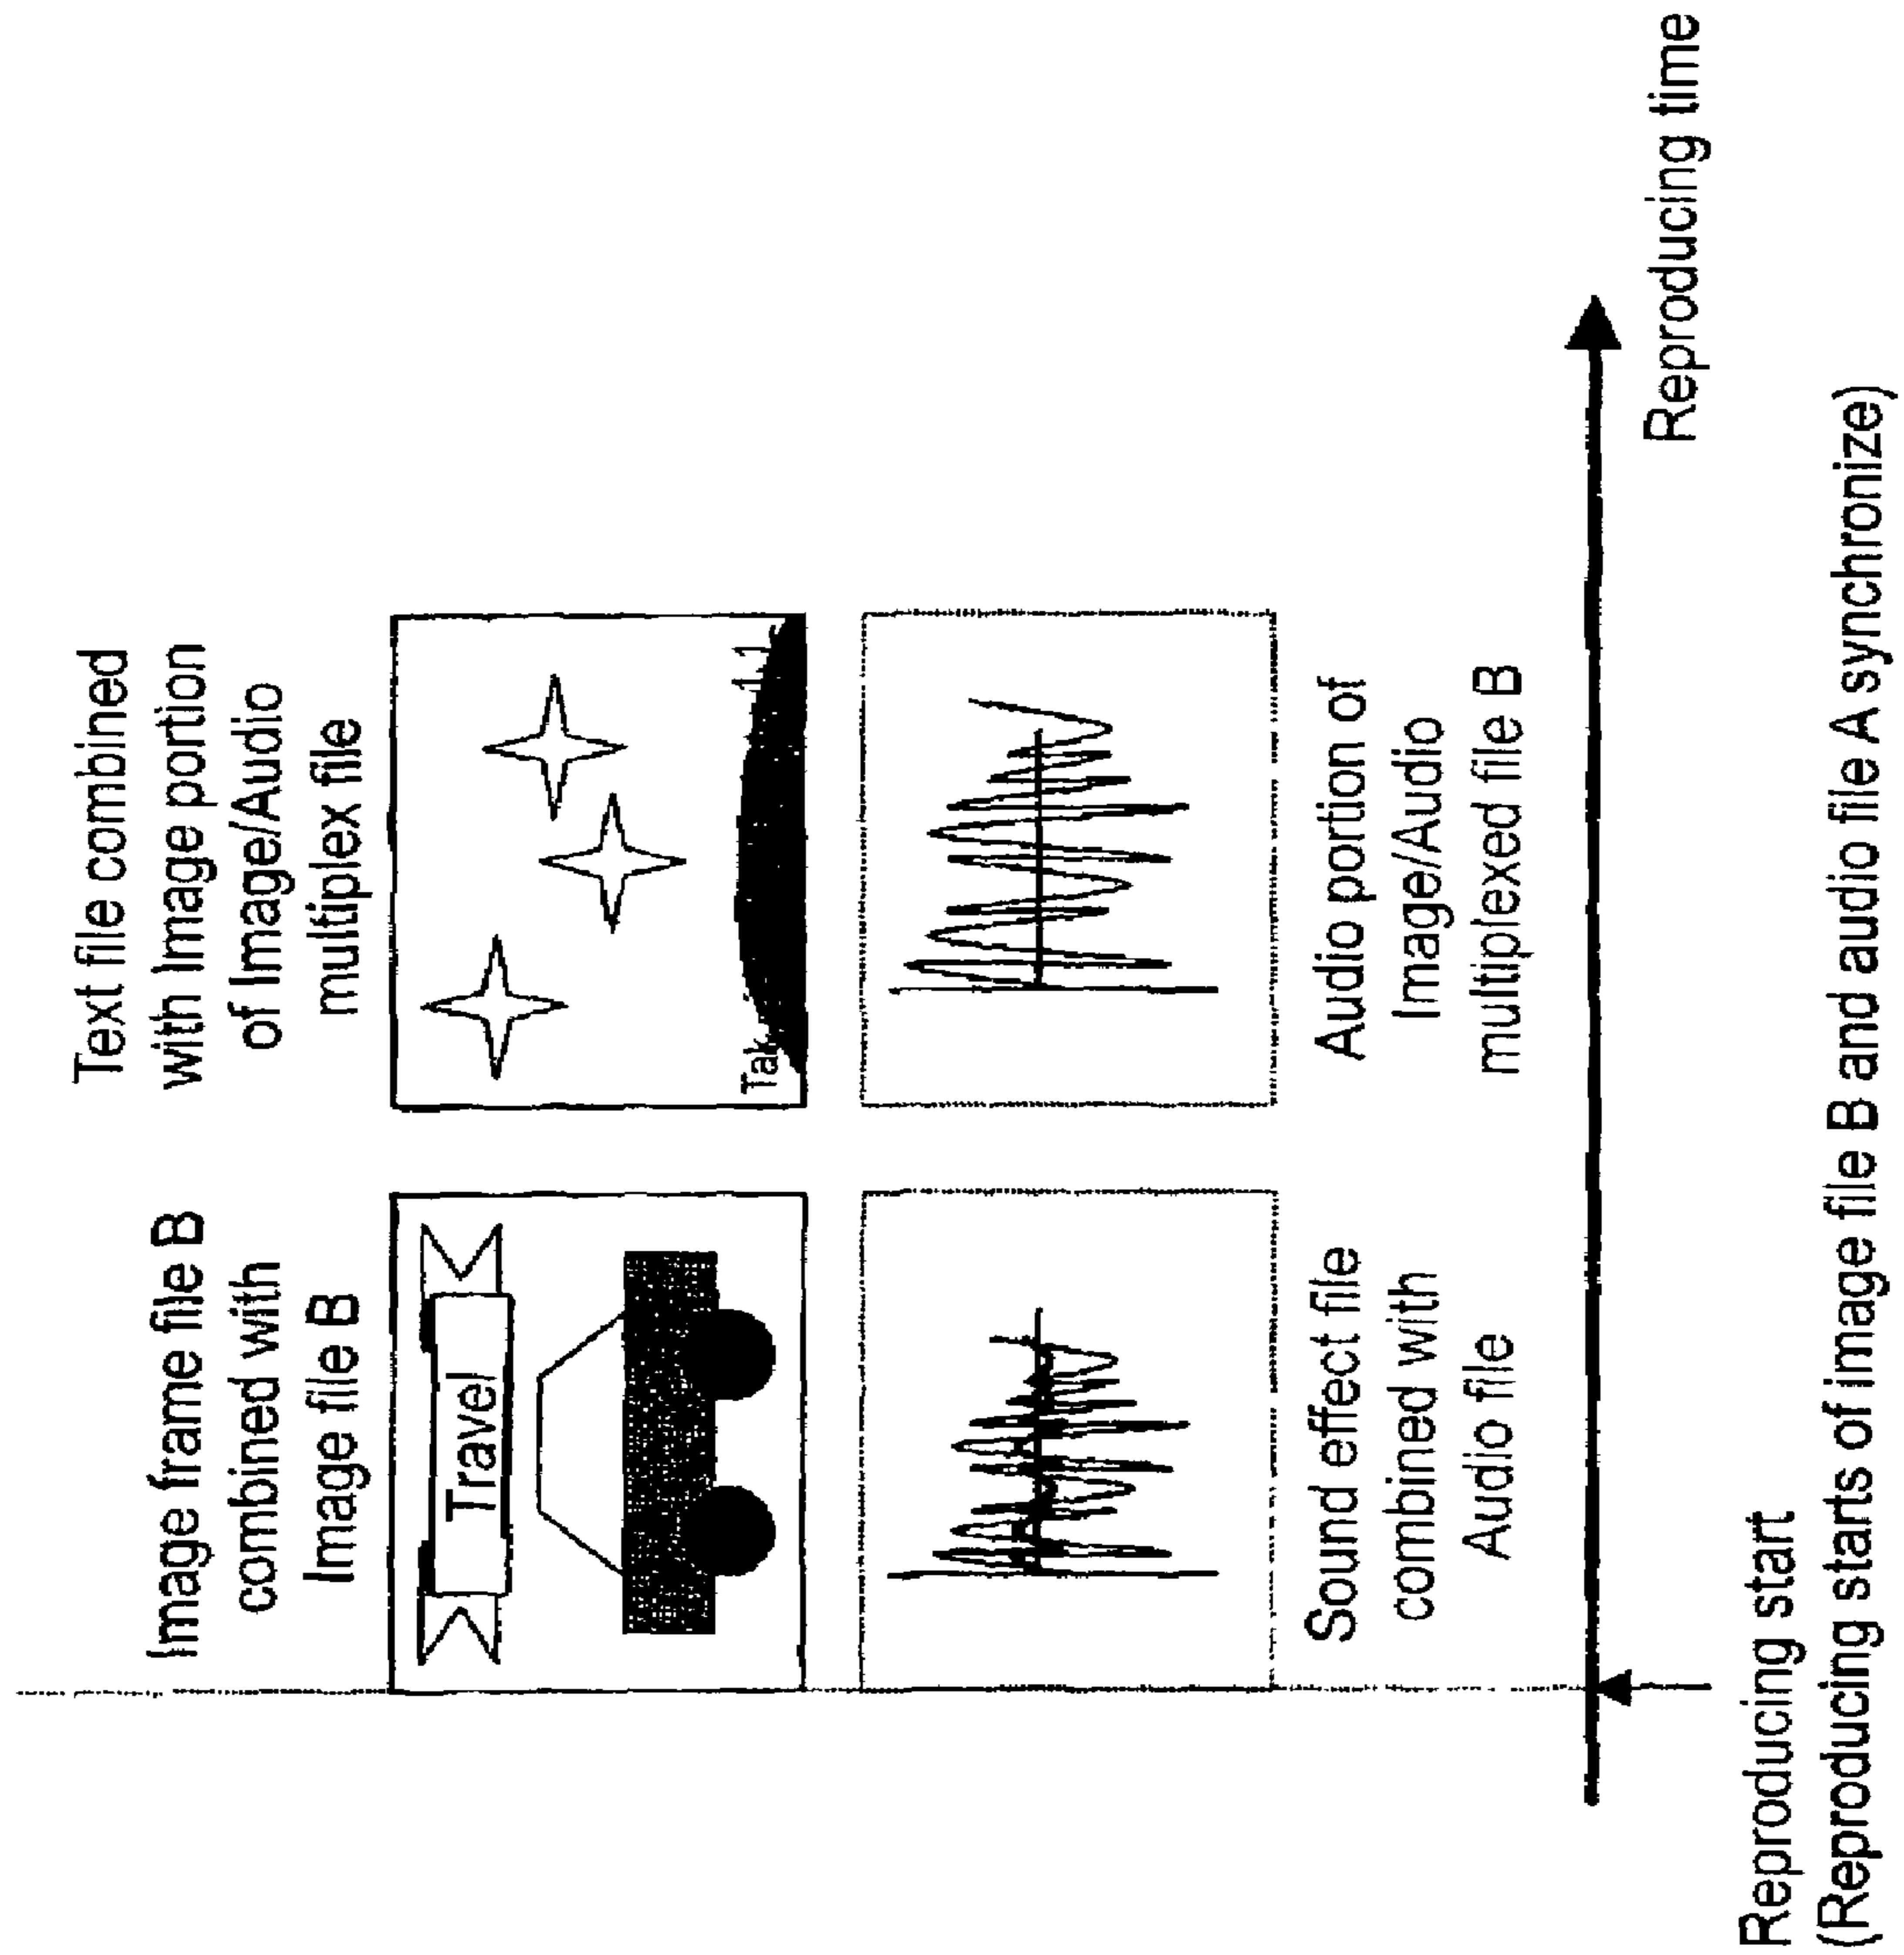 Image frame file B
combined with
Image file B
Text file combined
with Image portion
of Image/Audio
multiplex file
Travel
Sound effect file
combined with
Audio file
Audio portion of
Image/Audio
multiplexed file B
Reproducing time
Reproducing start
(Reproducing starts of image file B and audio file A synchronize)